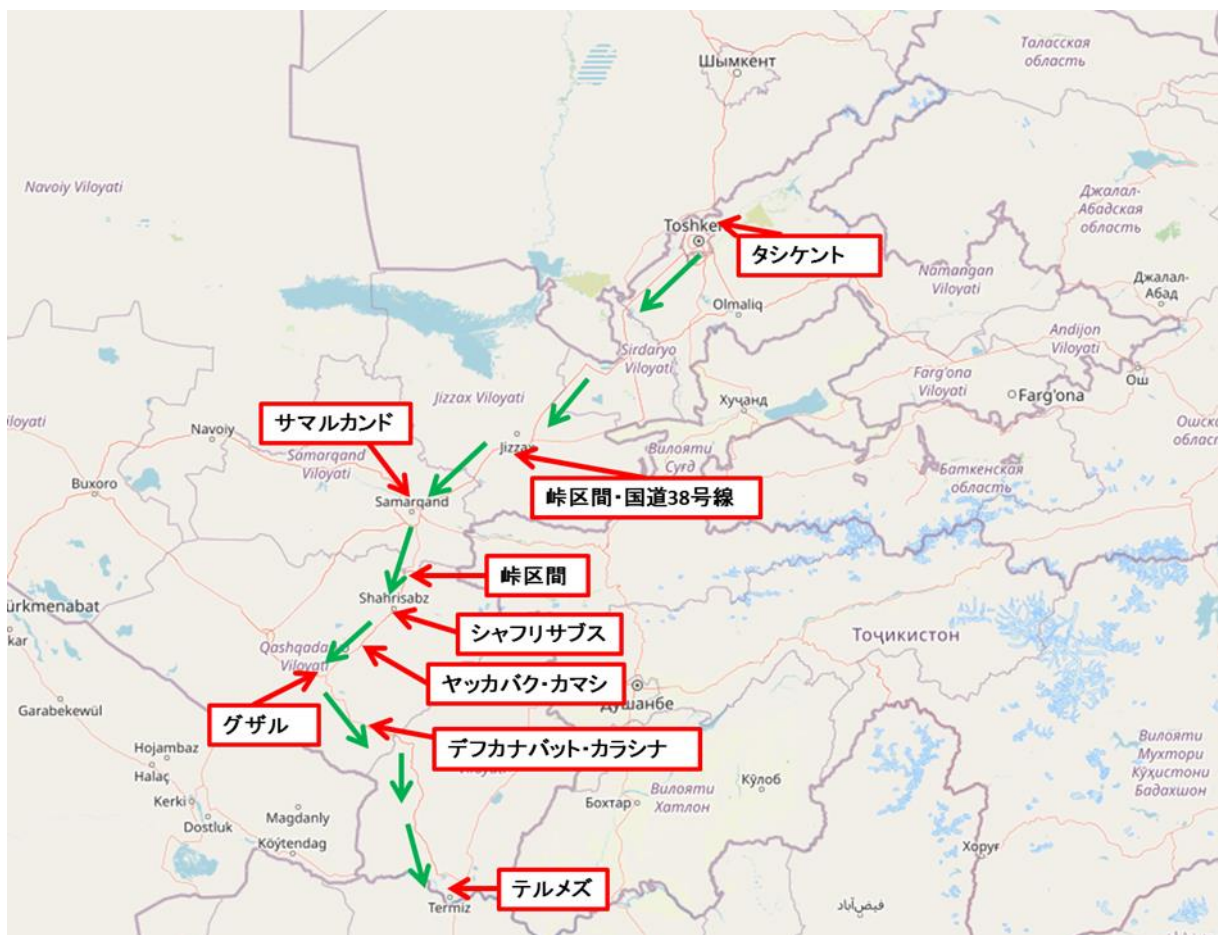 Таласская
область
Шымкент
Navoiy Viloyati
Джалал-
Абадская
область
タシケント
Namangan
Viloyati
Джалал-
Абад
Olmaliq
Sirdaryo
Viloyati
Andijon
Viloyati
Farg'ona
Viloyati
Ош
Farg'ona
Jizzax Viloyati
Хуҷанд
サマルカンド
Navoiy
Jizzax
Samarqand
Viloyati
Вилояти
Суғд
Баткенская
область
Buxoro
Samarqand
峠区間・国道38号線
峠区間
Shahrisabz
シャフリサブス
Тоҷикистон
Viloyati
ヤッカバク・カマシ
Душанбе
Garabekewül
グザル
デフカナバット・カラシナ
Hojambaz
Halaç
Вилояти
Мухтори
Кӯҳистони
Бадахшон
Kerki
Dostluk
Magdanly
Köýtendag
Бохтар
Вилояти
Хатлон
Кӯлоб
Хоруғ
テルメズ
Termiz
فیض‌آباد